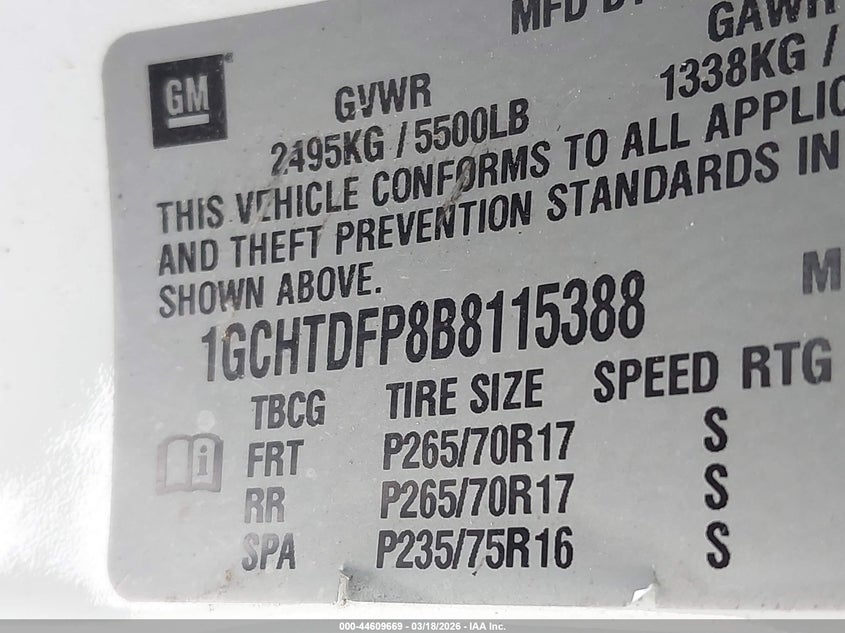 MFD
GAWR
GM
GVWR
1338KG /
2495KG / 5500LB
THIS VEHICLE CONFORMS TO ALL
AND THEFT PREVENTION STANDARDS IN
SHOWN ABOVE.
M
1GCHTDFP8B8115388
TBCG TIRE SIZE SPEED RTG
FRT P265/70R17 S
RR P265/70R17 S
SPA P235/75R16 S
000-44609669 - 03/18/2026 - IAA Inc.